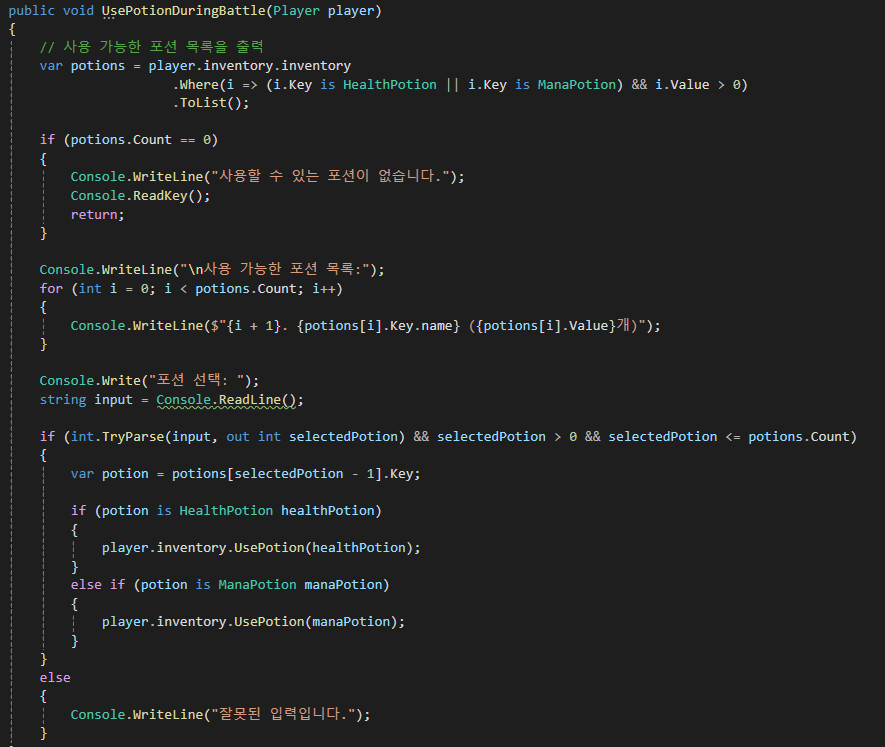 public void UsePotionDuringBattle(Player player)
{
    // 사용 가능한 포션 목록을 출력
    var potions = player.inventory.inventory
                     .Where(i => (i.Key is HealthPotion || i.Key is ManaPotion) && i.Value > 0)
                     .ToList();

    if (potions.Count == 0)
    {
        Console.WriteLine("사용할 수 있는 포션이 없습니다.");
        Console.ReadKey();
        return;
    }

    Console.WriteLine("\n사용 가능한 포션 목록:");
    for (int i = 0; i < potions.Count; i++)
    {
        Console.WriteLine($"{i + 1}. {potions[i].Key.name} ({potions[i].Value}개)");
    }

    Console.Write("포션 선택: ");
    string input = Console.ReadLine();

    if (int.TryParse(input, out int selectedPotion) && selectedPotion > 0 && selectedPotion <= potions.Count)
    {
        var potion = potions[selectedPotion - 1].Key;

        if (potion is HealthPotion healthPotion)
        {
            player.inventory.UsePotion(healthPotion);
        }
        else if (potion is ManaPotion manaPotion)
        {
            player.inventory.UsePotion(manaPotion);
        }
    }
    else
    {
        Console.WriteLine("잘못된 입력입니다.");
    }